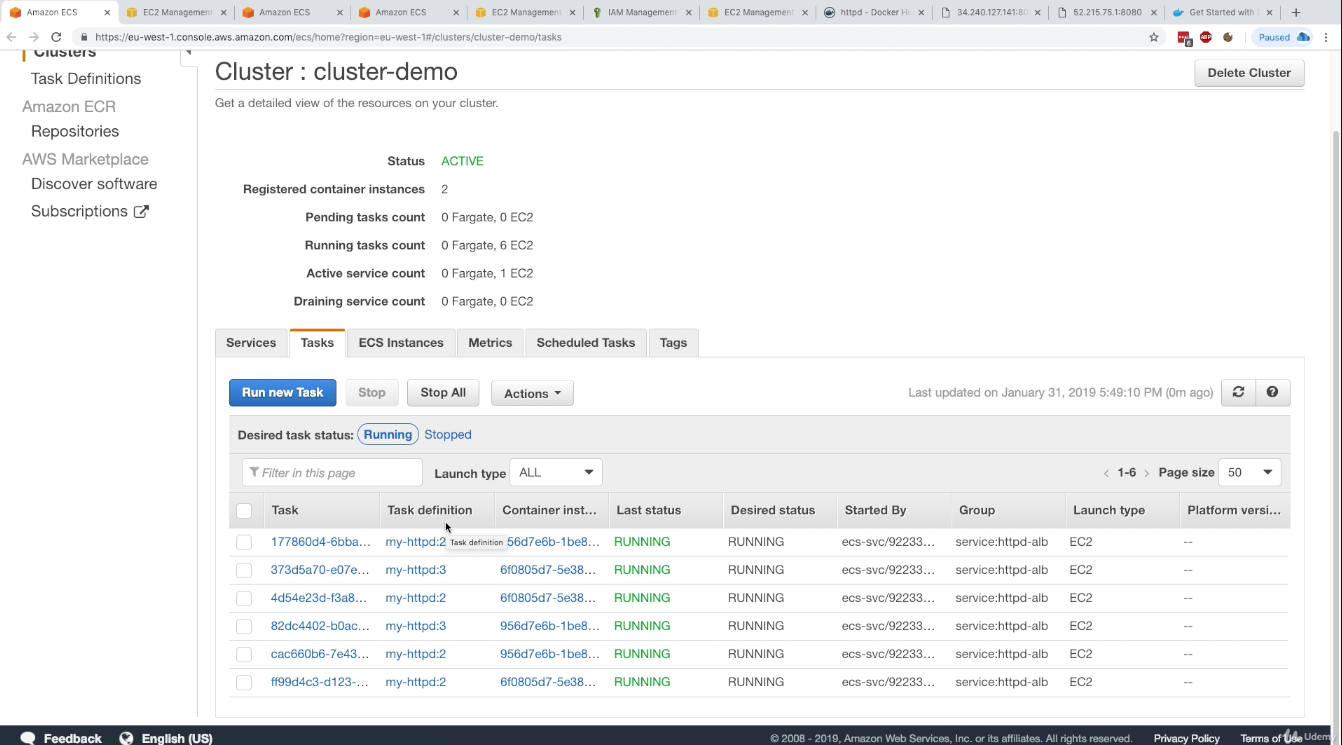 Amazon ECS
EC2 Management
Amazon ECS
Amazon ECS
EC2 Management
IAM Management
EC2 Management
httpd - Docker Hu
34.240.127.141:80
52.215.75.1:8080
Get Started with
https://eu-west-1.console.aws.amazon.com/ecs/home?region=eu-west-1#/clusters/cluster-demo/tasks
ABP
Paused
Clusters
Task Definitions
Amazon ECR
Repositories
AWS Marketplace
Discover software
Subscriptions
Cluster : cluster-demo
Delete Cluster
Get a detailed view of the resources on your cluster.
Status ACTIVE
Registered container instances 2
Pending tasks count 0 Fargate, 0 EC2
Running tasks count 0 Fargate, 6 EC2
Active service count 0 Fargate, 1 EC2
Draining service count 0 Fargate, 0 EC2
Services Tasks ECS Instances Metrics Scheduled Tasks Tags
Run new Task Stop Stop All Actions Last updated on January 31, 2019 5:49:10 PM (0m ago)
Desired task status: Running Stopped
Filter in this page Launch type ALL < 1-6 > Page size 50
Task Task definition Container inst... Last status Desired status Started By Group Launch type Platform versi...
177860d4-6bba... my-httpd:2 Task definition 56d7e6b-1be8... RUNNING RUNNING ecs-svc/92233... service:httpd-alb EC2 --
373d5a70-e07e... my-httpd:3 6f0805d7-5e38... RUNNING RUNNING ecs-svc/92233... service:httpd-alb EC2 --
4d54e23d-f3a8... my-httpd:2 6f0805d7-5e38... RUNNING RUNNING ecs-svc/92233... service:httpd-alb EC2 --
82dc4402-b0ac... my-httpd:3 956d7e6b-1be8... RUNNING RUNNING ecs-svc/92233... service:httpd-alb EC2 --
cac660b6-7e43... my-httpd:2 956d7e6b-1be8... RUNNING RUNNING ecs-svc/92233... service:httpd-alb EC2 --
ff99d4c3-d123-... my-httpd:2 6f0805d7-5e38... RUNNING RUNNING ecs-svc/92233... service:httpd-alb EC2 --
Feedback English (US) © 2008 - 2019, Amazon Web Services, Inc. or its affiliates. All rights reserved. Privacy Policy Terms of Use
Udemy